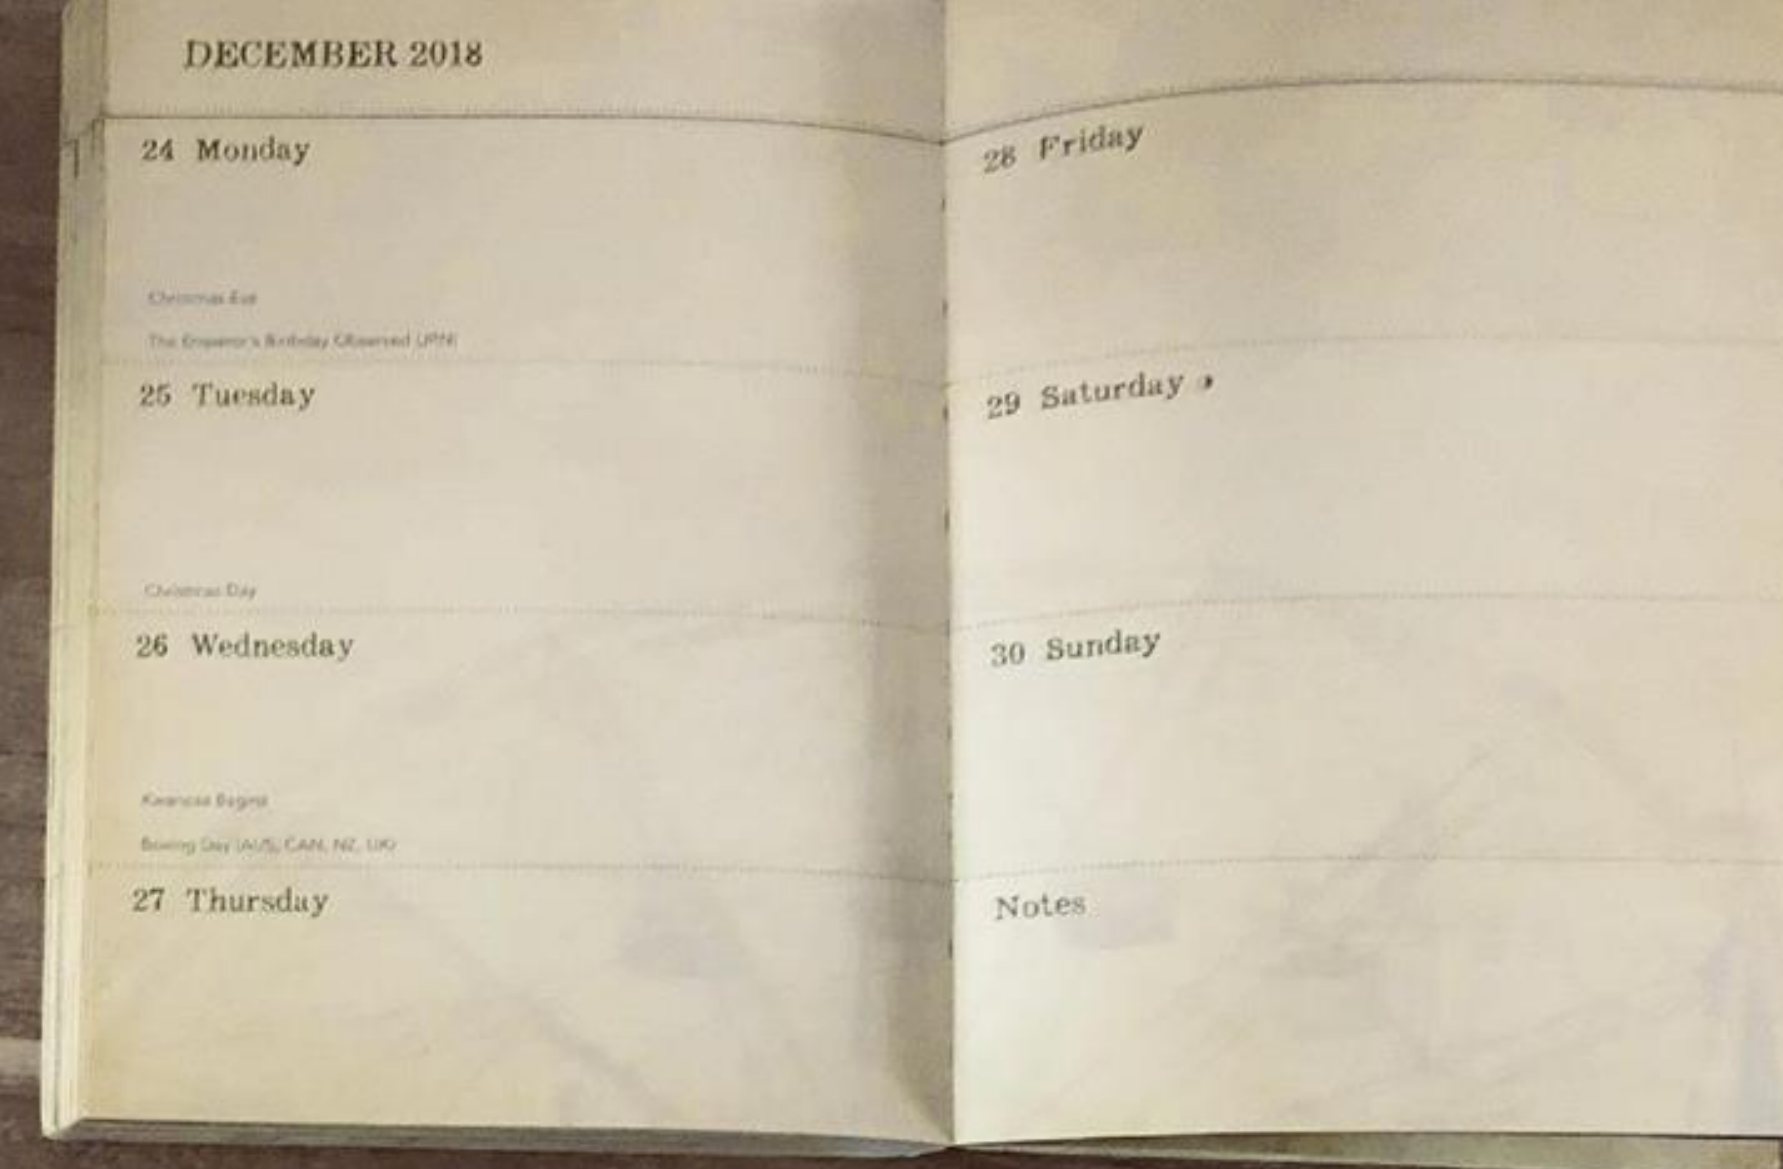 DECEMBER 2018
24 Monday
Christmas Eve
The Emperor's Birthday Observed (JPN)
25 Tuesday
Christmas Day
26 Wednesday
Kwanzaa Begins
Boxing Day (AUS, CAN, NZ, UK)
27 Thursday
28 Friday
29 Saturday
30 Sunday
Notes